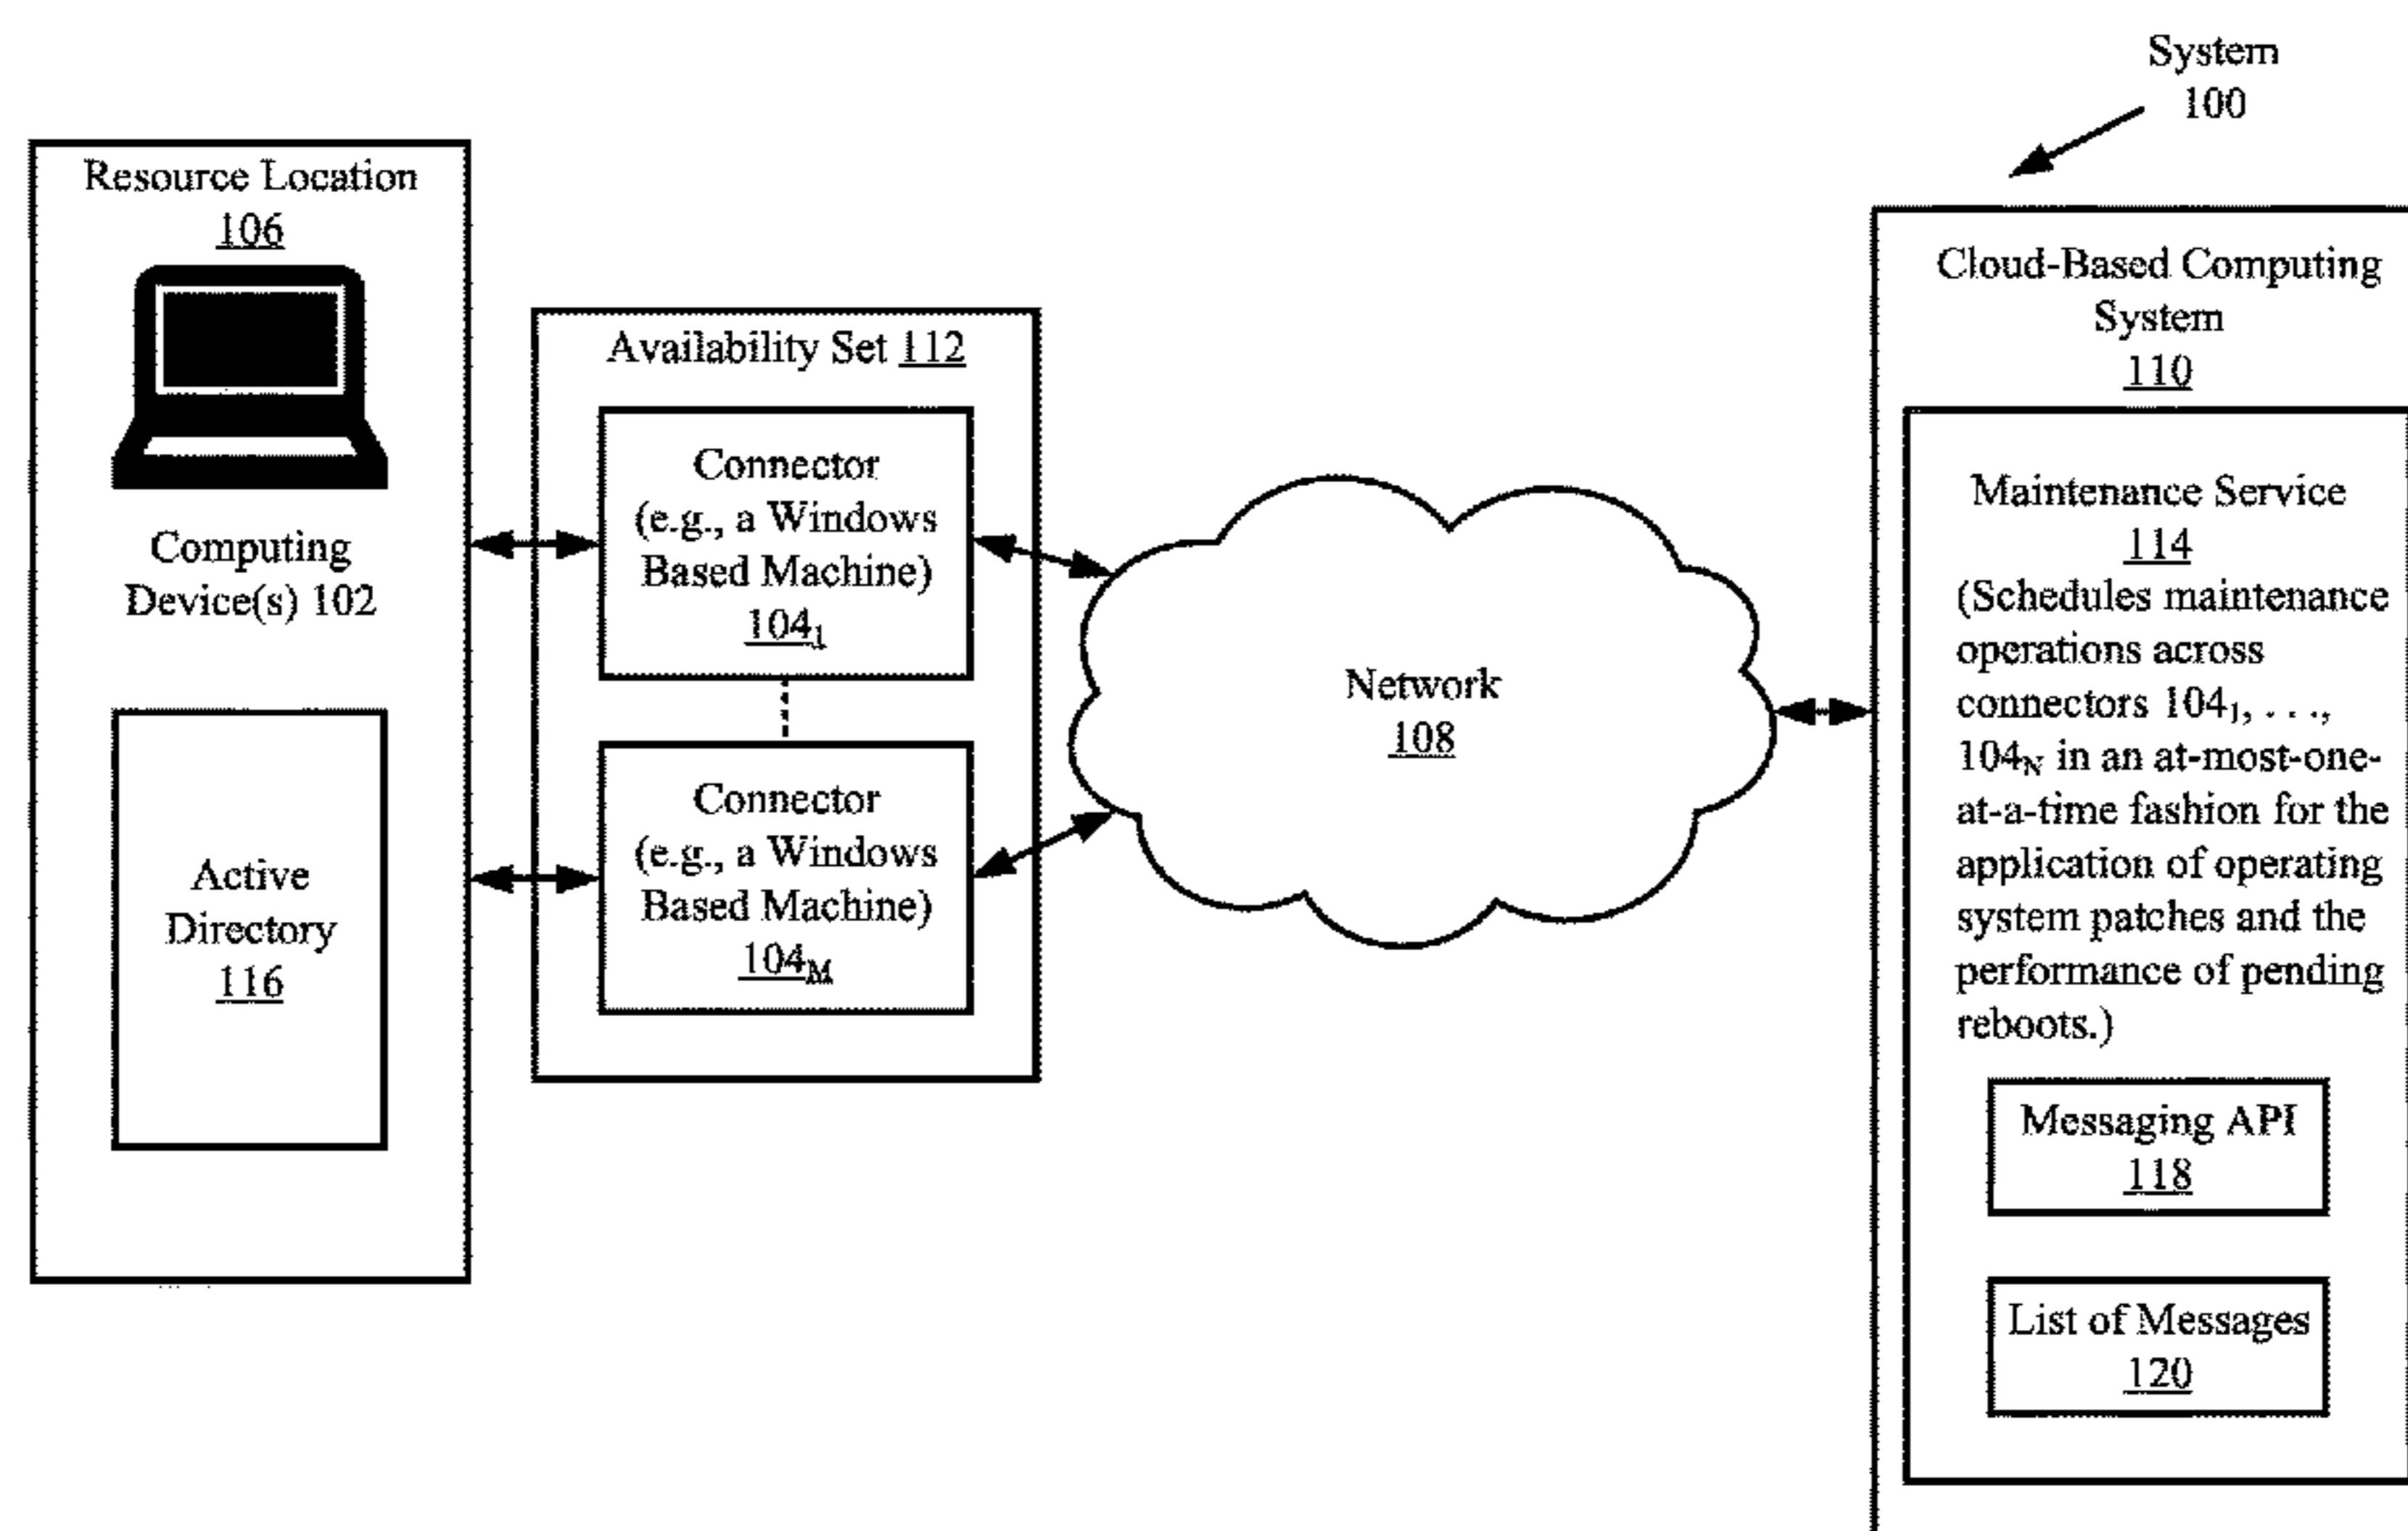 System
100
Resource Location
106
Computing
Device(s) 102
Active
Directory
116
Availability Set 112
Connector
(e.g., a Windows
Based Machine)
104₁
Connector
(e.g., a Windows
Based Machine)
104M
Network
108
Cloud-Based Computing
System
110
Maintenance Service
114
(Schedules maintenance
operations across
connectors 104₁, . . .,
104N in an at-most-one-
at-a-time fashion for the
application of operating
system patches and the
performance of pending
reboots.)
Messaging API
118
List of Messages
120